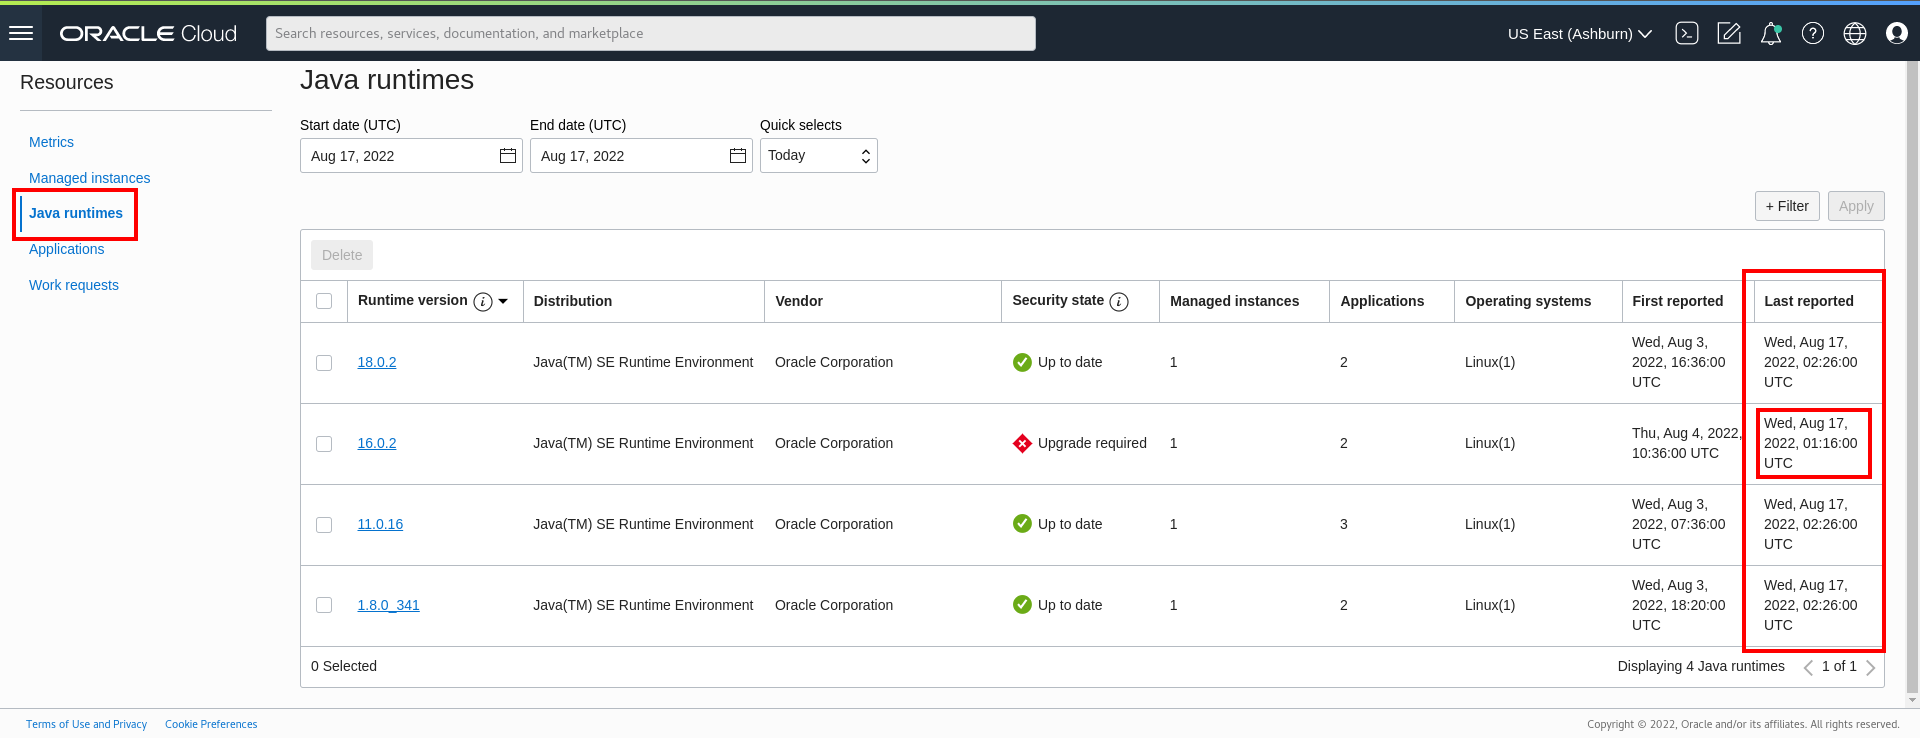 ORACLE Cloud
Search resources, services, documentation, and marketplace
US East (Ashburn)
Resources
Metrics
Managed instances
Java runtimes
Applications
Work requests
Java runtimes
Start date (UTC)
End date (UTC)
Quick selects
Aug 17, 2022
Aug 17, 2022
Today
+ Filter
Apply
Delete
Runtime version
Distribution
Vendor
Security state
Managed instances
Applications
Operating systems
First reported
Last reported
18.0.2
Java(TM) SE Runtime Environment
Oracle Corporation
Up to date
1
2
Linux(1)
Wed, Aug 3,
2022, 16:36:00
UTC
Wed, Aug 17,
2022, 02:26:00
UTC
16.0.2
Java(TM) SE Runtime Environment
Oracle Corporation
Upgrade required
1
2
Linux(1)
Thu, Aug 4, 2022,
10:36:00 UTC
Wed, Aug 17,
2022, 01:16:00
UTC
11.0.16
Java(TM) SE Runtime Environment
Oracle Corporation
Up to date
1
3
Linux(1)
Wed, Aug 3,
2022, 07:36:00
UTC
Wed, Aug 17,
2022, 02:26:00
UTC
1.8.0_341
Java(TM) SE Runtime Environment
Oracle Corporation
Up to date
1
2
Linux(1)
Wed, Aug 3,
2022, 18:20:00
UTC
Wed, Aug 17,
2022, 02:26:00
UTC
0 Selected
Displaying 4 Java runtimes
1 of 1
Terms of Use and Privacy
Cookie Preferences
Copyright © 2022, Oracle and/or its affiliates. All rights reserved.